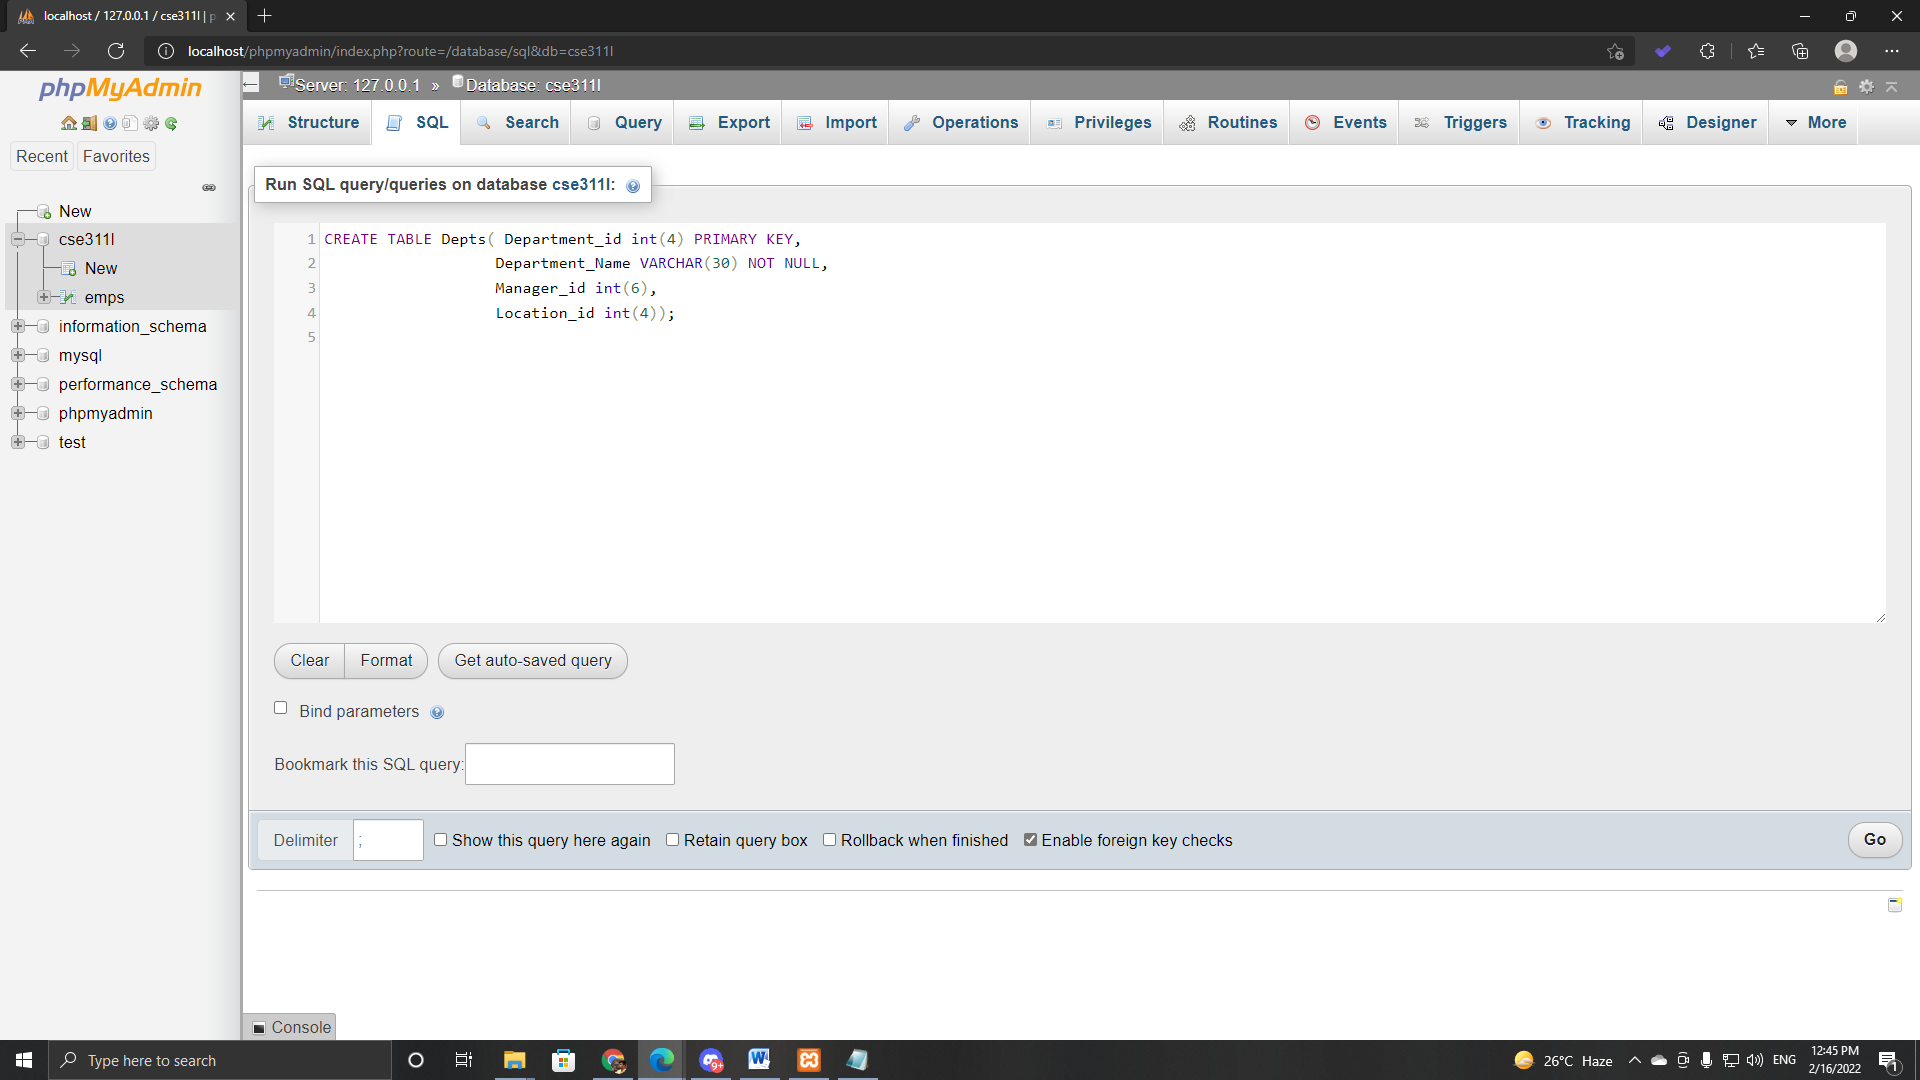 localhost / 127.0.0.1 / cse311l | p
localhost/phpmyadmin/index.php?route=/database/sql&db=cse311l
phpMyAdmin
Recent Favorites
New
cse311l
New
emps
information_schema
mysql
performance_schema
phpmyadmin
test
Server: 127.0.0.1 » Database: cse311l
Structure SQL Search Query Export Import Operations Privileges Routines Events Triggers Tracking Designer More
Run SQL query/queries on database cse311l:
1 CREATE TABLE Depts( Department_id int(4) PRIMARY KEY,
2 Department_Name VARCHAR(30) NOT NULL,
3 Manager_id int(6),
4 Location_id int(4));
5
Clear Format Get auto-saved query
Bind parameters
Bookmark this SQL query:
Delimiter ; Show this query here again Retain query box Rollback when finished Enable foreign key checks Go
Console
Type here to search
9+
26°C Haze
ENG
12:45 PM
2/16/2022
1